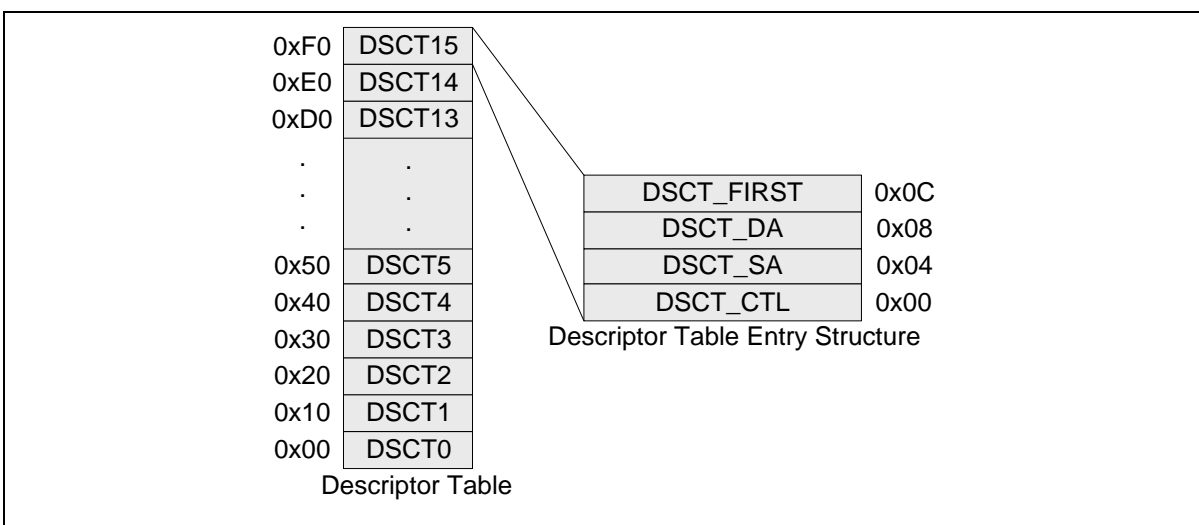 0xF0 DSCT15
0xE0 DSCT14
0xD0 DSCT13
. .
. .
. .
0x50 DSCT5
0x40 DSCT4
0x30 DSCT3
0x20 DSCT2
0x10 DSCT1
0x00 DSCT0
Descriptor Table
DSCT_FIRST 0x0C
DSCT_DA 0x08
DSCT_SA 0x04
DSCT_CTL 0x00
Descriptor Table Entry Structure